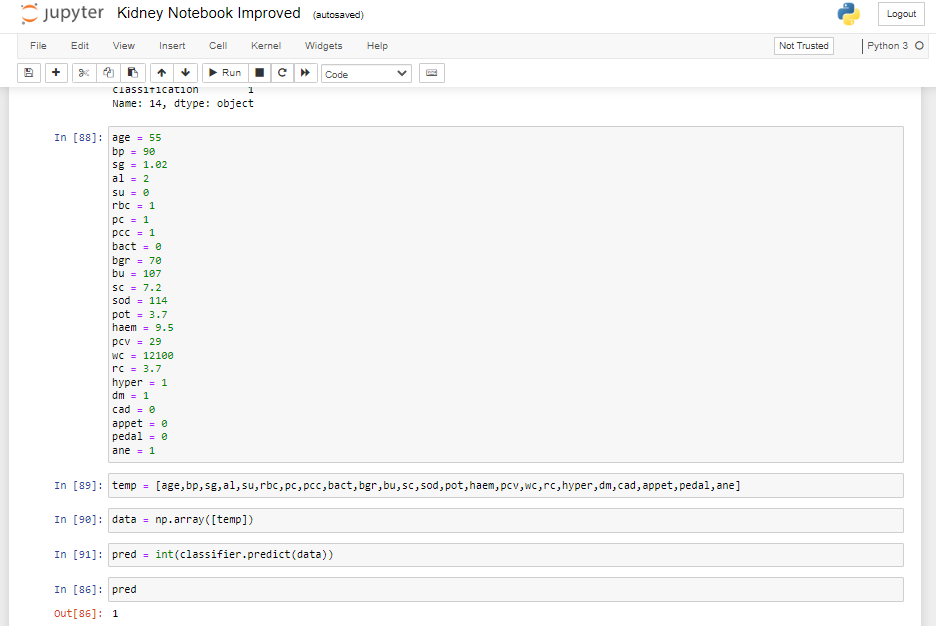 jupyter Kidney Notebook Improved (autosaved) Logout
File Edit View Insert Cell Kernel Widgets Help Not Trusted Python 3
Run Code
classification 1
Name: 14, dtype: object
In [88]: age = 55
bp = 90
sg = 1.02
al = 2
su = 0
rbc = 1
pc = 1
pcc = 1
bact = 0
bgr = 70
bu = 107
sc = 7.2
sod = 114
pot = 3.7
haem = 9.5
pcv = 29
wc = 12100
rc = 3.7
hyper = 1
dm = 1
cad = 0
appet = 0
pedal = 0
ane = 1
In [89]: temp = [age,bp,sg,al,su,rbc,pc,pcc,bact,bgr,bu,sc,sod,pot,haem,pcv,wc,rc,hyper,dm,cad,appet,pedal,ane]
In [90]: data = np.array([temp])
In [91]: pred = int(classifier.predict(data))
In [86]: pred
Out[86]: 1